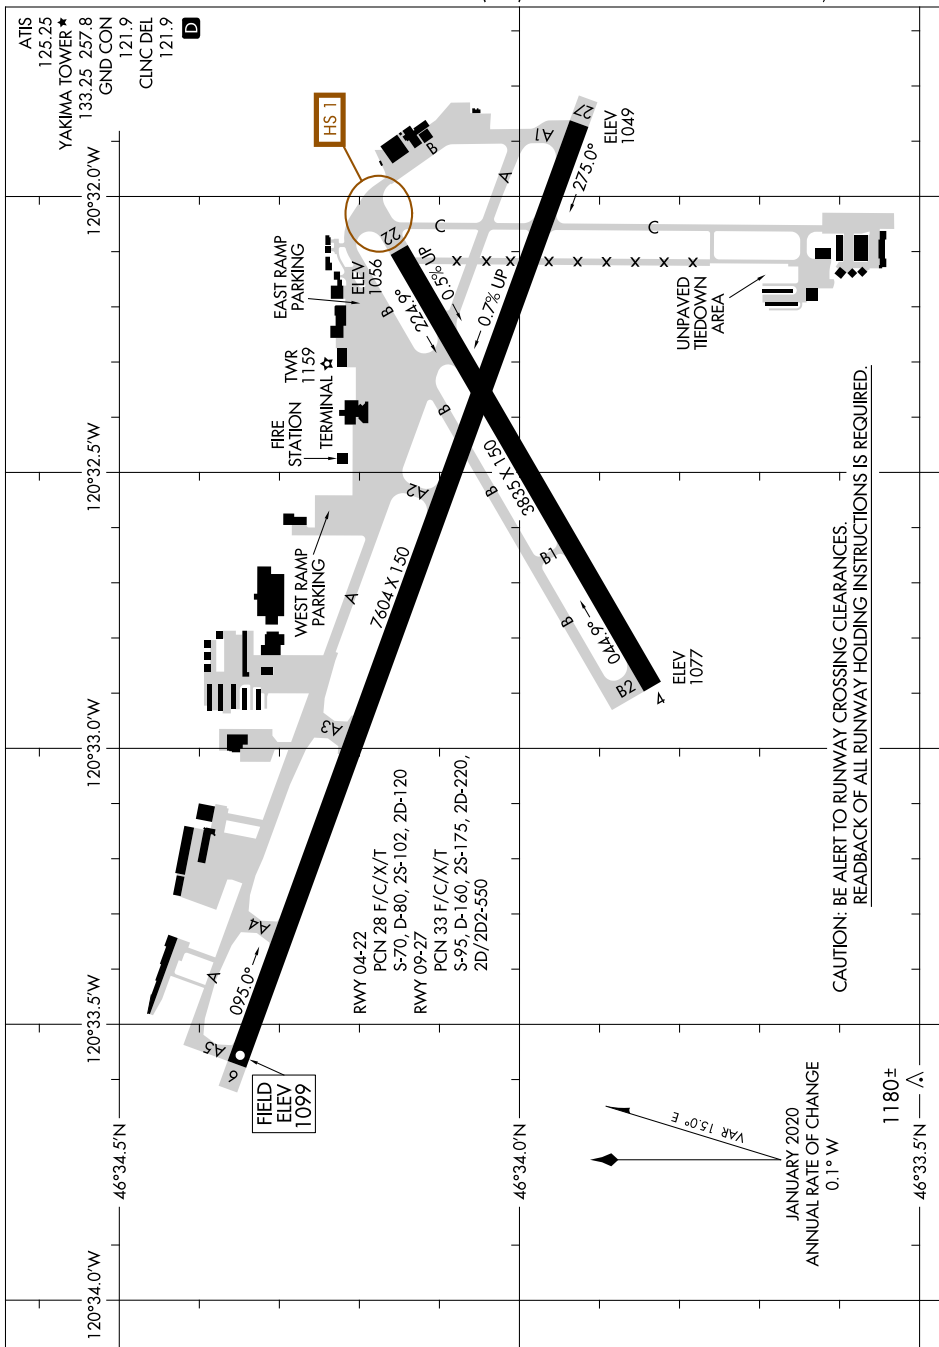 ATIS
125.25
YAKIMA TOWER★
133.25 257.8
GND CON
121.9
CLNC DEL
121.9
D
120°32.0'W
120°32.5'W
120°33.0'W
120°33.5'W
120°34.0'W
46°34.5'N
46°34.0'N
46°33.5'N
HS 1
B
A1
27
ELEV
1049
275.0°
A
C
C
22
ELEV
1056
EAST RAMP
PARKING
B
224.9°
0.5% UP
0.7% UP
X X X X X X X
UNPAVED
TIEDOWN
AREA
TWR
1159
TERMINAL
FIRE
STATION
B
A2
B
3835 X 150
WEST RAMP
PARKING
A
7604 X 150
B1
B
044.9°
B2
4
ELEV
1077
A3
A4
A
095.0°
A5
9
FIELD
ELEV
1099
RWY 04-22
PCN 28 F/C/X/T
S-70, D-80, 2S-102, 2D-120
RWY 09-27
PCN 33 F/C/X/T
S-95, D-160, 2S-175, 2D-220,
2D/2D2-550
CAUTION: BE ALERT TO RUNWAY CROSSING CLEARANCES.
READBACK OF ALL RUNWAY HOLDING INSTRUCTIONS IS REQUIRED.
VAR 15.0° E
JANUARY 2020
ANNUAL RATE OF CHANGE
0.1° W
1180±